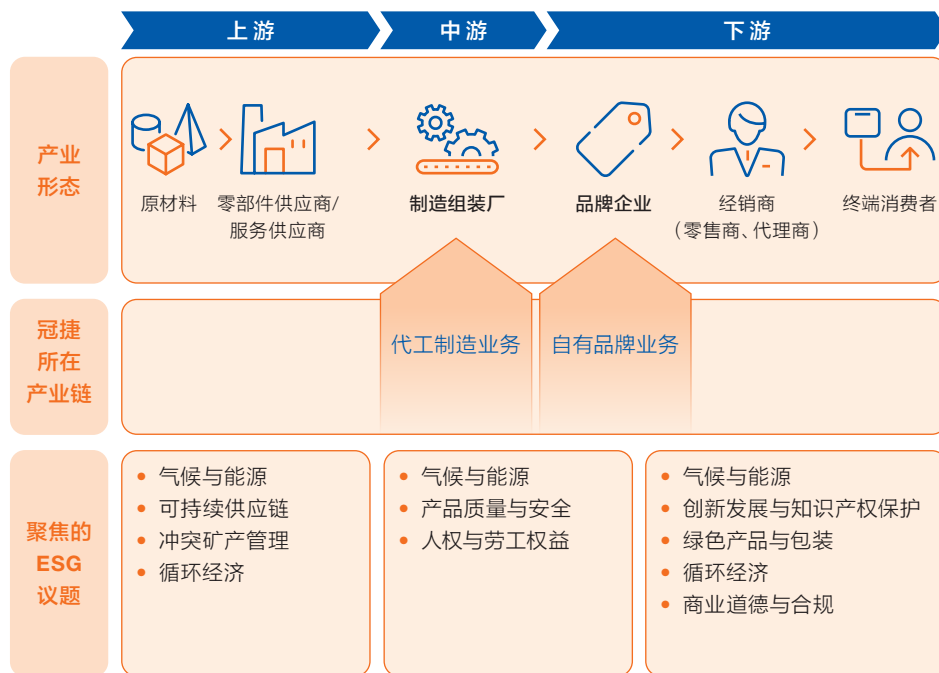 上游
中游
下游
产业
形态
原材料
零部件供应商/
服务供应商
制造组装厂
品牌企业
经销商
（零售商、代理商）
终端消费者
冠捷
所在
产业链
代工制造业务
自有品牌业务
聚焦的
ESG
议题
• 气候与能源
• 可持续供应链
• 冲突矿产管理
• 循环经济
• 气候与能源
• 产品质量与安全
• 人权与劳工权益
• 气候与能源
• 创新发展与知识产权保护
• 绿色产品与包装
• 循环经济
• 商业道德与合规